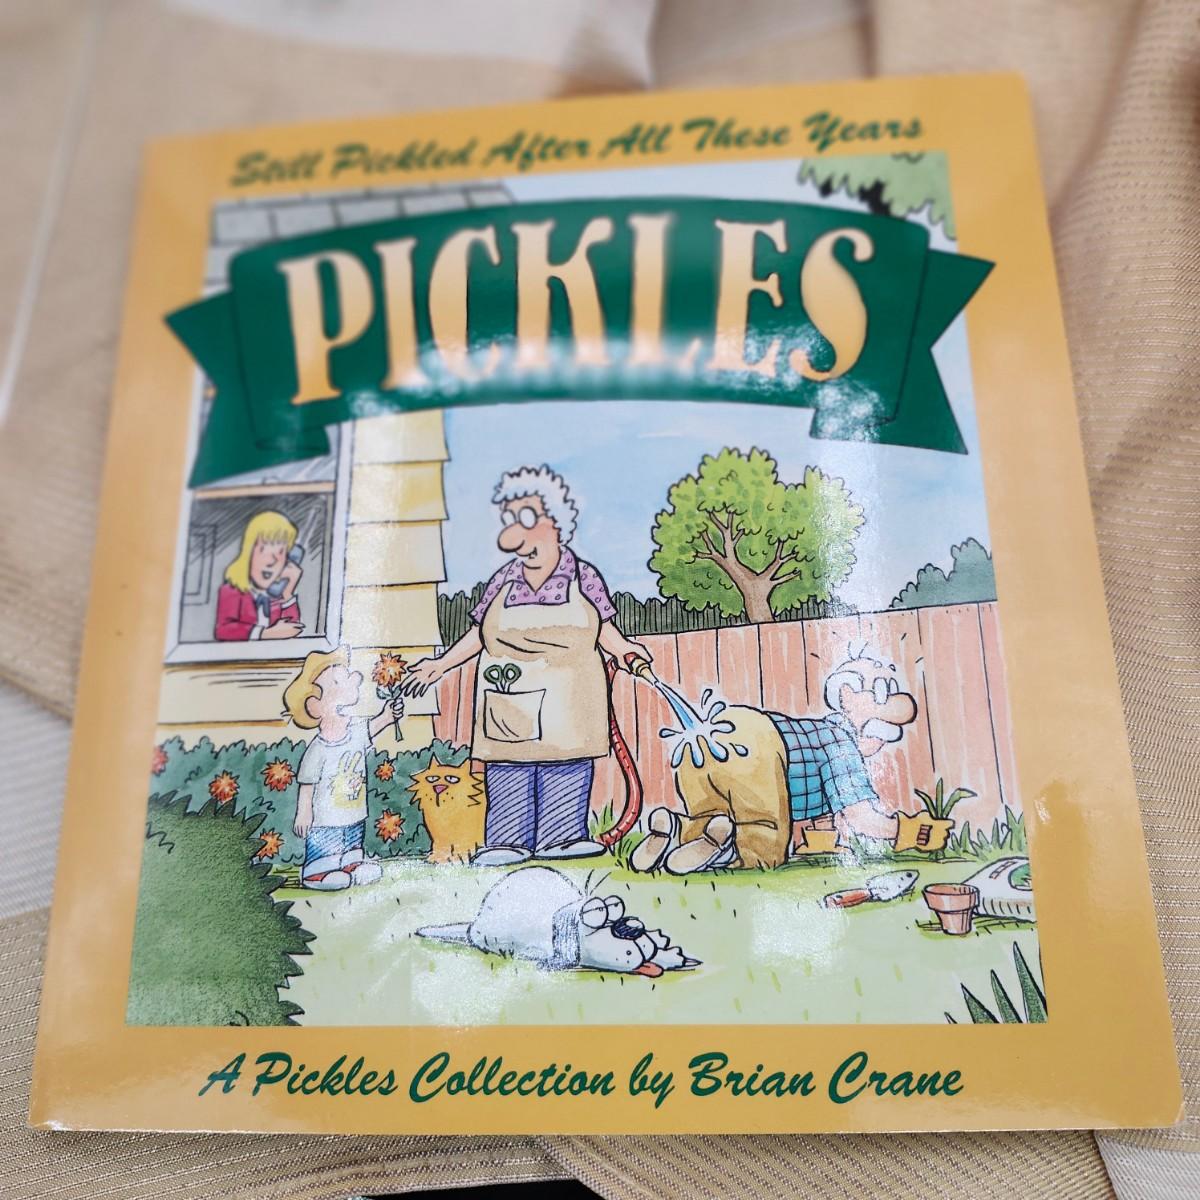 Still Pickled After All These Years
PICKLES
A Pickles Collection by Brian Crane